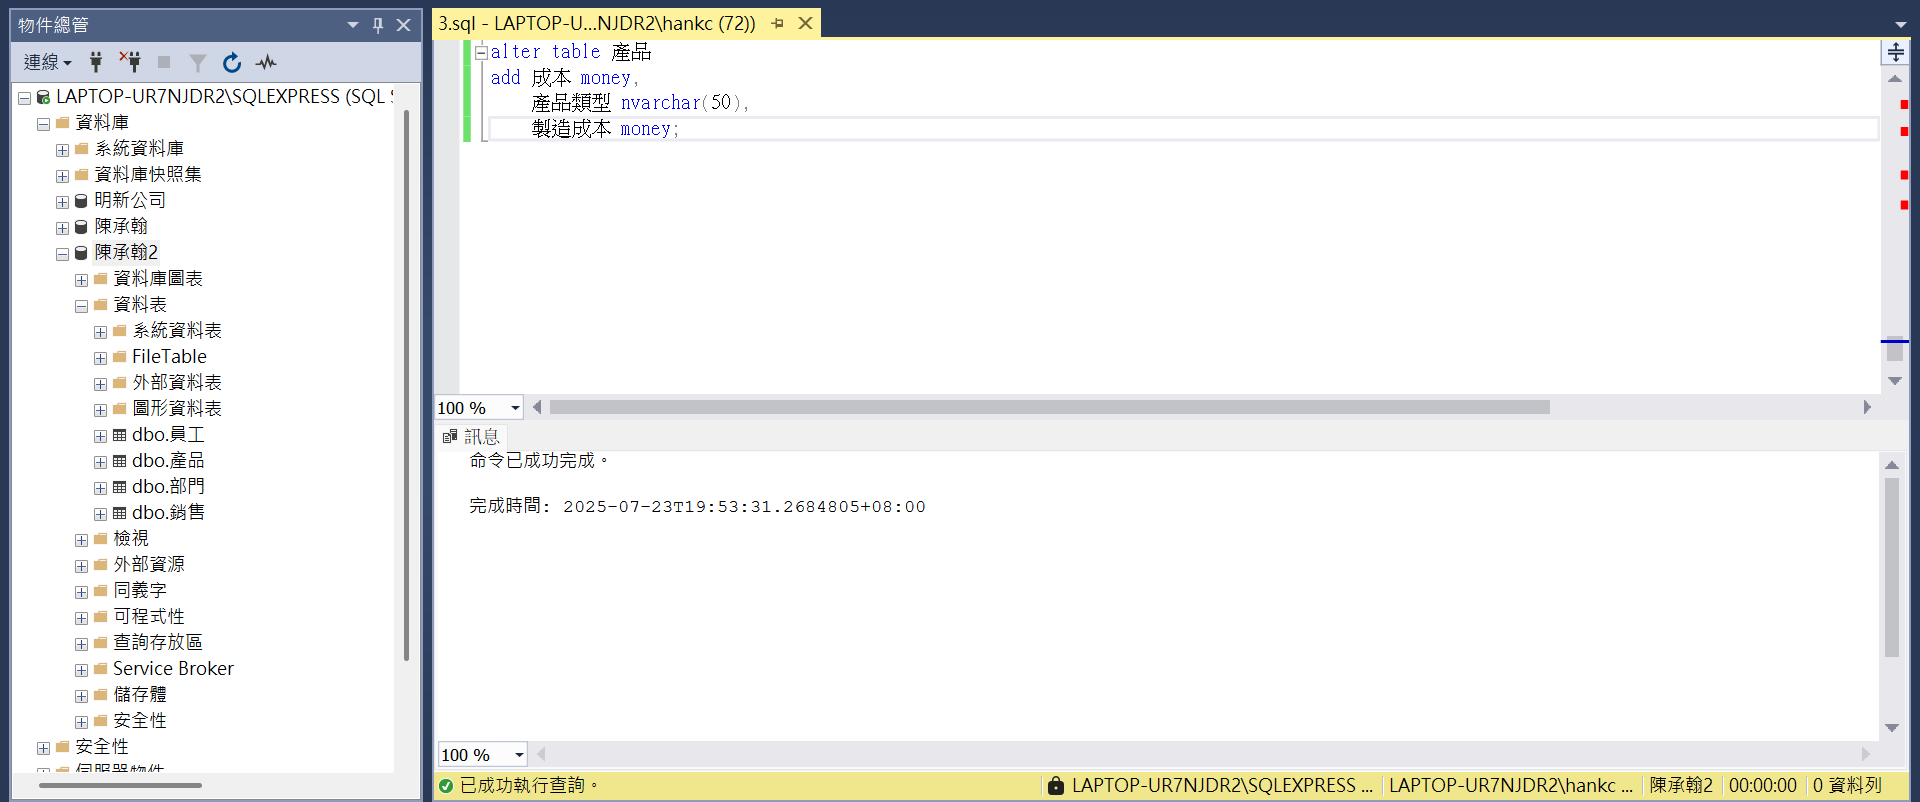 物件總管
連線
LAPTOP-UR7NJDR2\SQLEXPRESS (SQL S
資料庫
系統資料庫
資料庫快照集
明新公司
陳承翰
陳承翰2
資料庫圖表
資料表
系統資料表
FileTable
外部資料表
圖形資料表
dbo.員工
dbo.產品
dbo.部門
dbo.銷售
檢視
外部資源
同義字
可程式性
查詢存放區
Service Broker
儲存體
安全性
安全性
伺服器物件
3.sql - LAPTOP-U...NJDR2\hankc (72))
alter table 產品
add 成本 money,
產品類型 nvarchar(50),
製造成本 money;
100 %
訊息
命令已成功完成。
完成時間: 2025-07-23T19:53:31.2684805+08:00
100 %
已成功執行查詢。
LAPTOP-UR7NJDR2\SQLEXPRESS ... LAPTOP-UR7NJDR2\hankc ... 陳承翰2 00:00:00 0 資料列